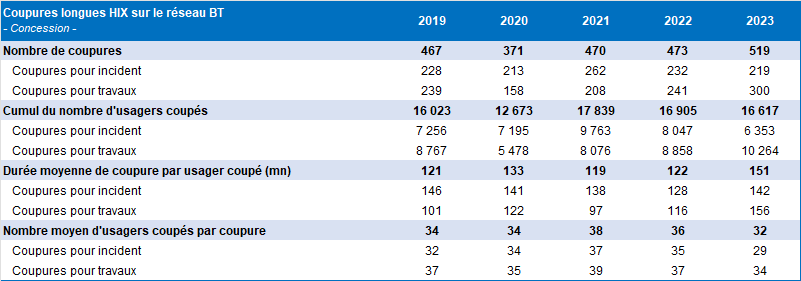 Coupures longues HIX sur le réseau BT 2019 2020 2021 2022 2023
- Concession -
Nombre de coupures 467 371 470 473 519
Coupures pour incident 228 213 262 232 219
Coupures pour travaux 239 158 208 241 300
Cumul du nombre d'usagers coupés 16 023 12 673 17 839 16 905 16 617
Coupures pour incident 7 256 7 195 9 763 8 047 6 353
Coupures pour travaux 8 767 5 478 8 076 8 858 10 264
Durée moyenne de coupure par usager coupé (mn) 121 133 119 122 151
Coupures pour incident 146 141 138 128 142
Coupures pour travaux 101 122 97 116 156
Nombre moyen d'usagers coupés par coupure 34 34 38 36 32
Coupures pour incident 32 34 37 35 29
Coupures pour travaux 37 35 39 37 34